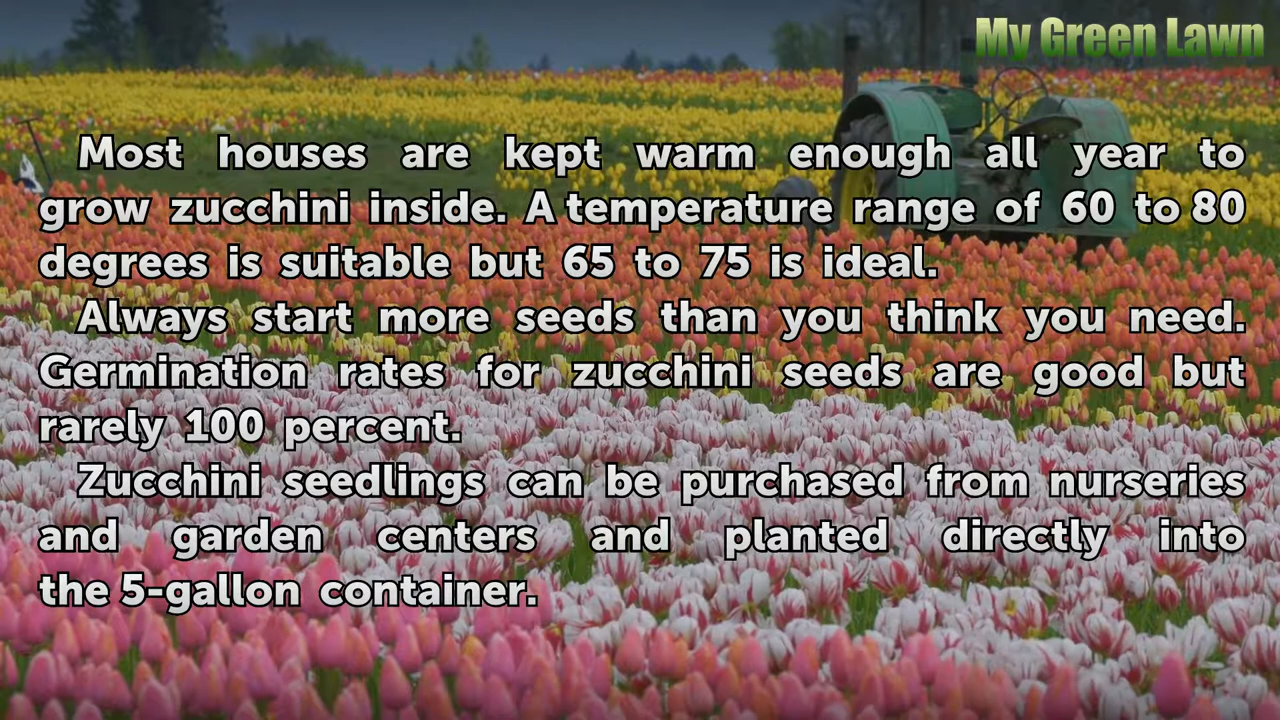 My Green Lawn
Most houses are kept warm enough all year to
grow zucchini inside. A temperature range of 60 to 80
degrees is suitable but 65 to 75 is ideal.
Always start more seeds than you think you need.
Germination rates for zucchini seeds are good but
rarely 100 percent.
Zucchini seedlings can be purchased from nurseries
and garden centers and planted directly into
the 5-gallon container.